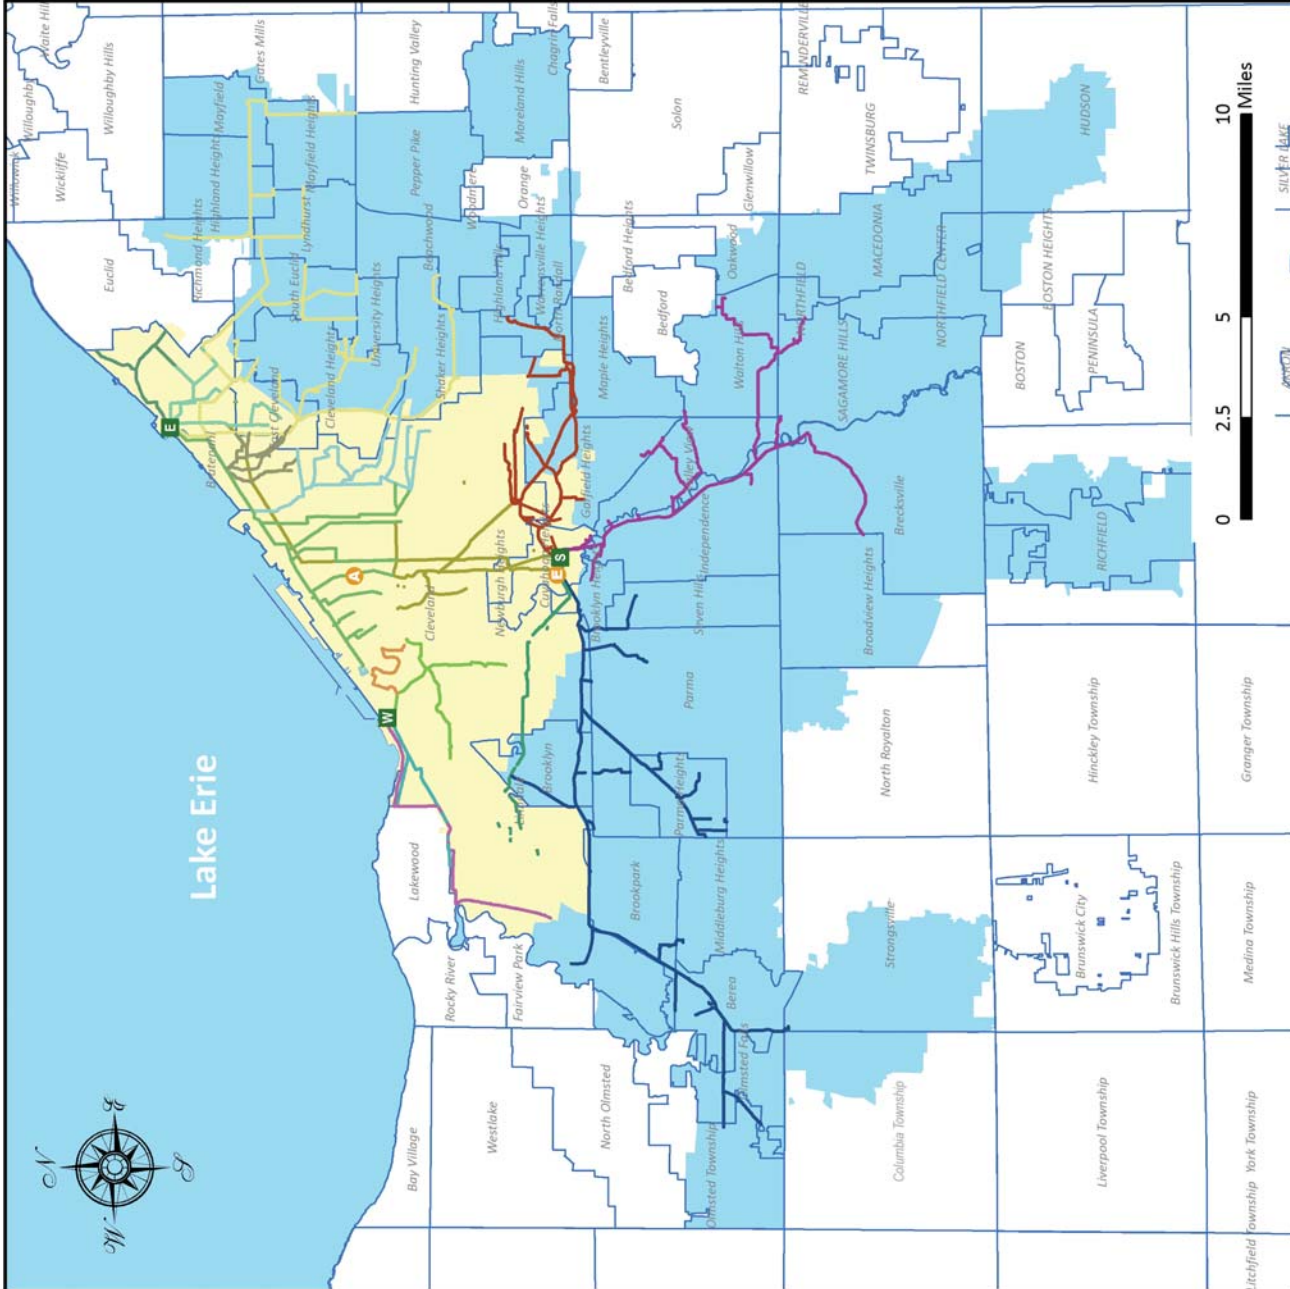 Lake Erie
N
E
S
W
Waite Hill
Willoughby
Willoughby Hills
Willowick
Wickliffe
Euclid
Gates Mills
Mayfield
Highland Heights
Richmond Heights
Mayfield Heights
Lyndhurst
South Euclid
Hunting Valley
Pepper Pike
Beachwood
University Heights
Cleveland Heights
East Cleveland
Shaker Heights
Chagrin Falls
Moreland Hills
Woodmere
Orange
Highland Hills
Warrensville Heights
North Randall
Bentleyville
Solon
Glenwillow
Bedford Heights
Bedford
Maple Heights
Oakwood
Walton Hills
Garfield Heights
Valley View
REMINDERVILLE
TWINSBURG
HUDSON
MACEDONIA
NORTHFIELD
NORTHFIELD CENTER
SAGAMORE HILLS
BOSTON HEIGHTS
BOSTON
PENINSULA
SILVER LAKE
AKRON
RICHFIELD
Bratenahl
E
A
W
E
S
Cleveland
Newburgh Heights
Cuyahoga Heights
Brooklyn Heights
Independence
Seven Hills
Brecksville
Broadview Heights
Parma
Parma Heights
Brooklyn
Linndale
Lakewood
Rocky River
Fairview Park
Brookpark
Middleburg Heights
Berea
Olmsted Falls
Olmsted Township
North Olmsted
Westlake
Bay Village
North Royalton
Strongsville
Columbia Township
Hinckley Township
Granger Township
Brunswick City
Brunswick Hills Township
Medina Township
Liverpool Township
York Township
Litchfield Township
0
2.5
5
10
Miles